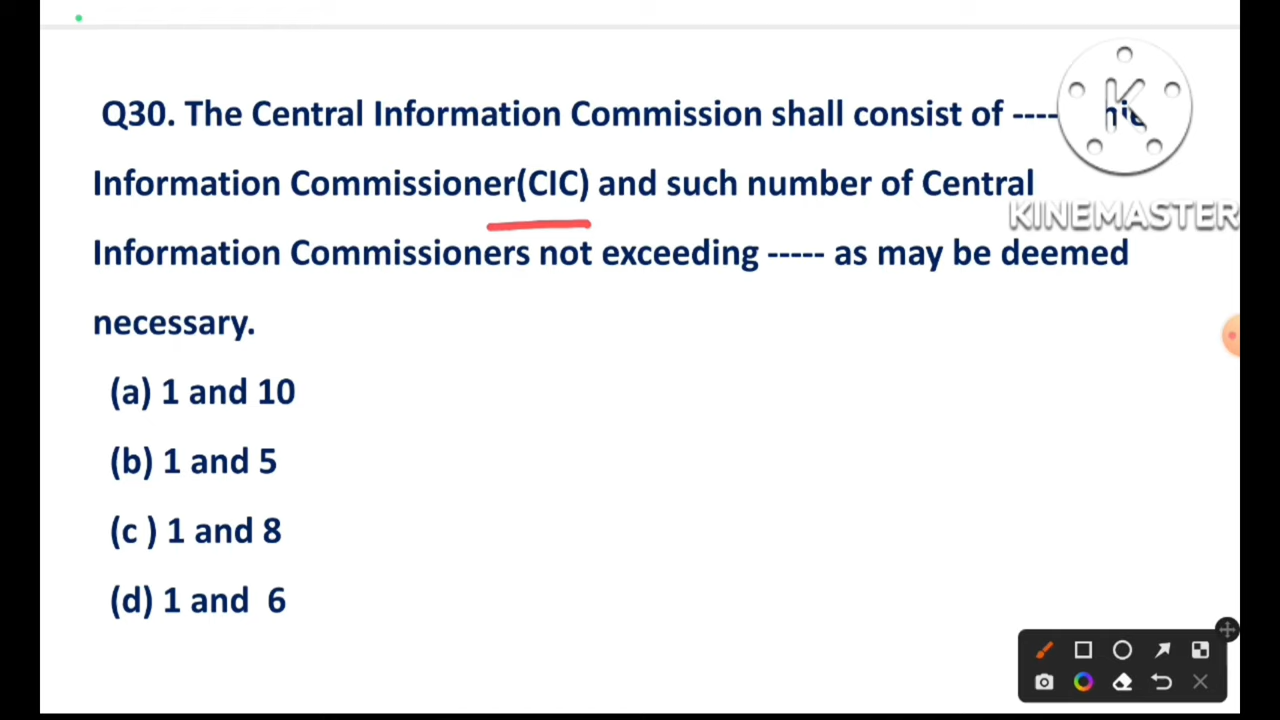 Q30. The Central Information Commission shall consist of ----
Information Commissioner(CIC) and such number of Central
KINEMASTER
Information Commissioners not exceeding ----- as may be deemed
necessary.
(a) 1 and 10
(b) 1 and 5
(c ) 1 and 8
(d) 1 and 6